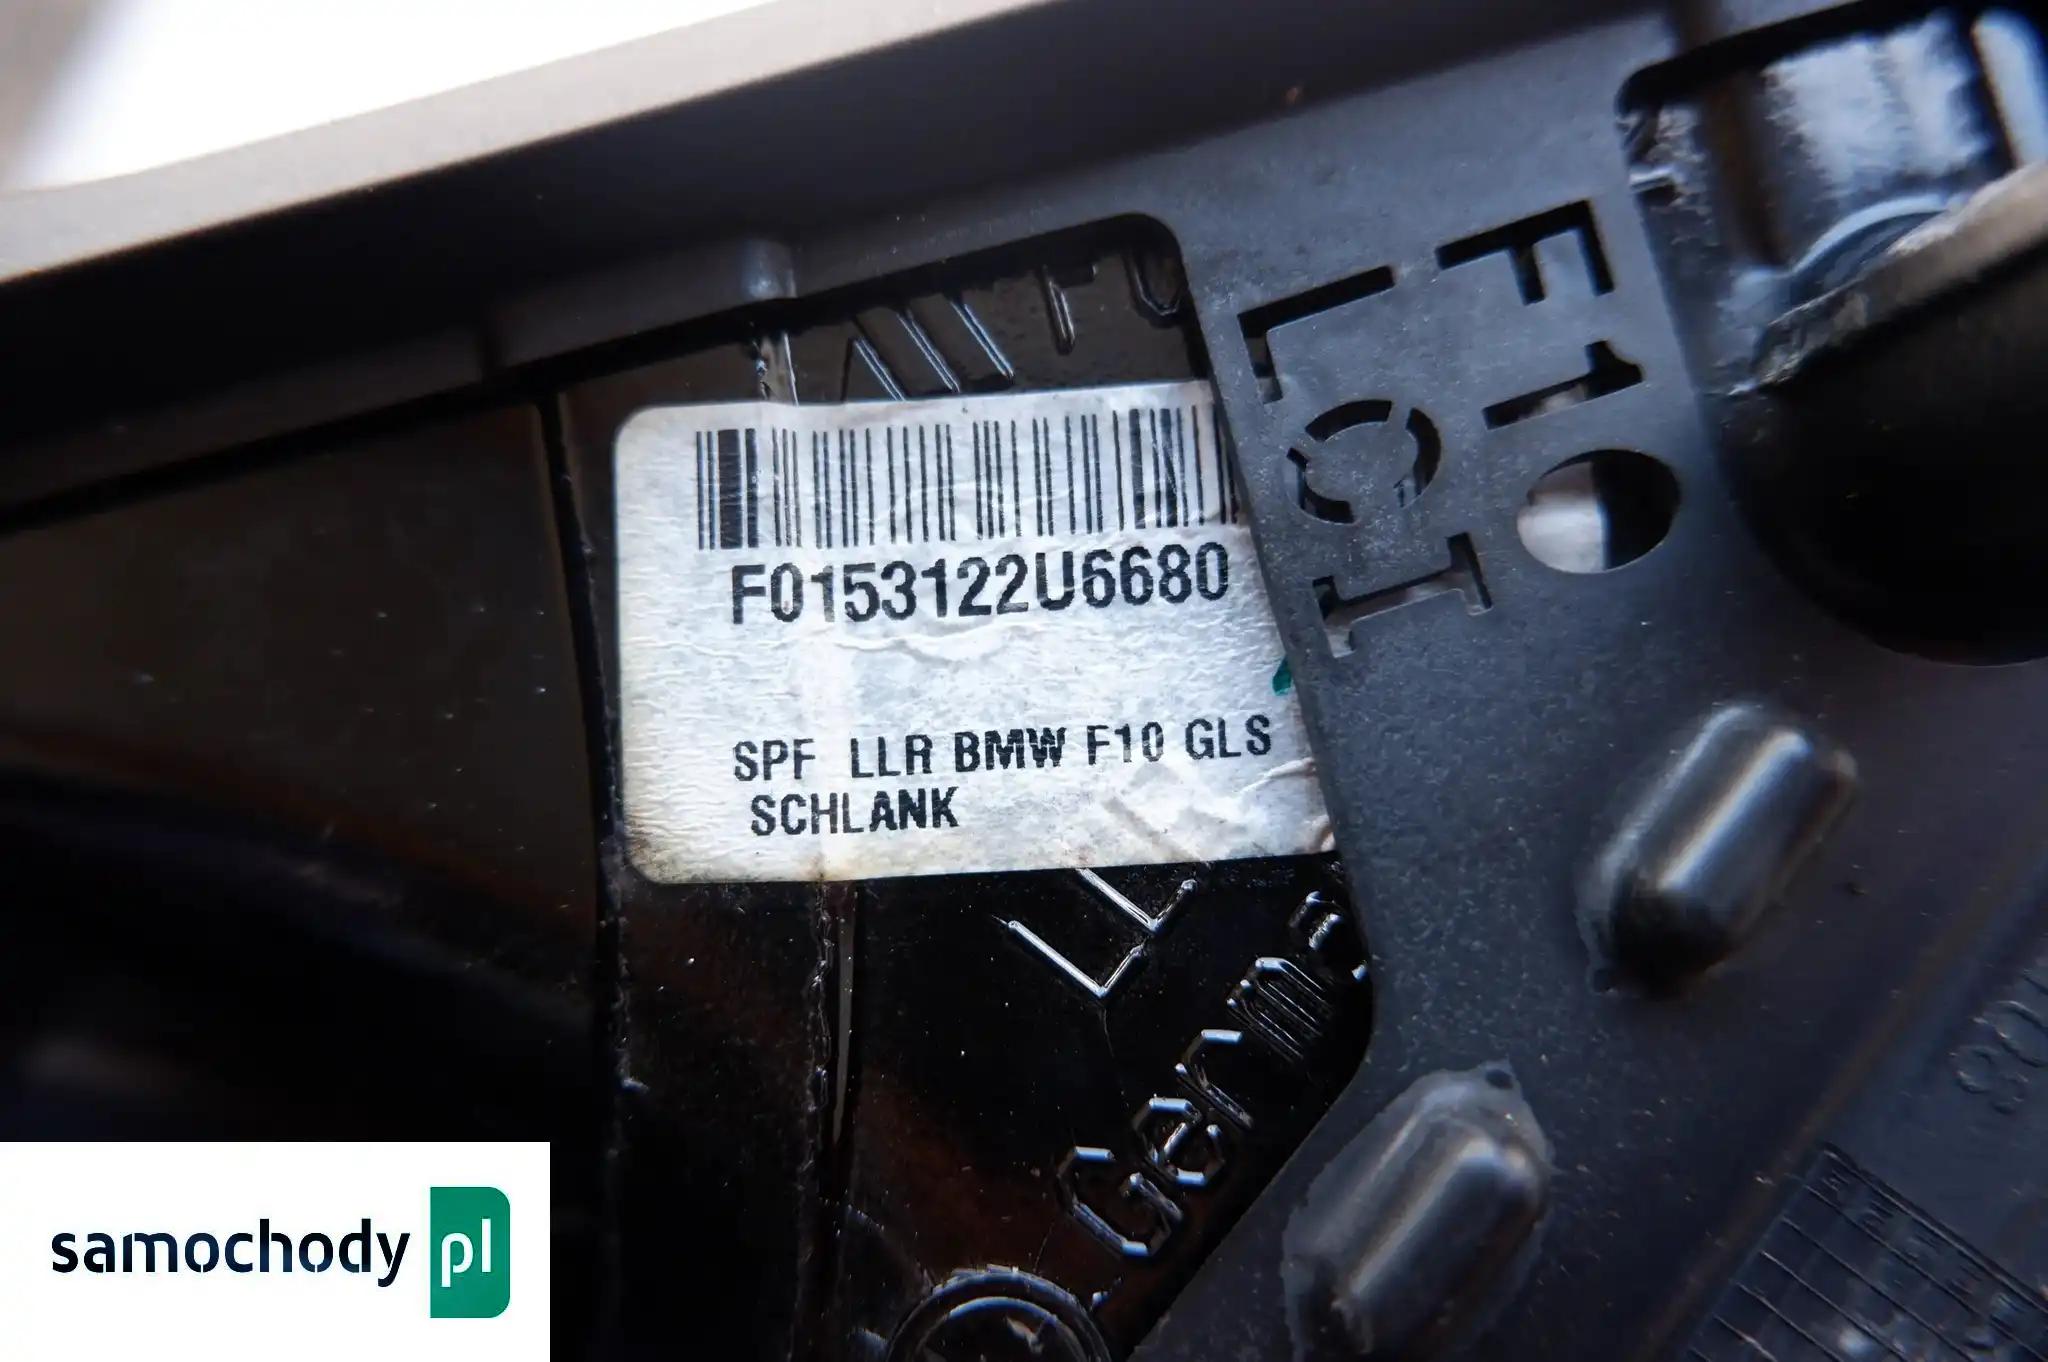 F10
LCI
F0153122U6680
SPF LLR BMW F10 GLS
SCHLANK
samochody pl